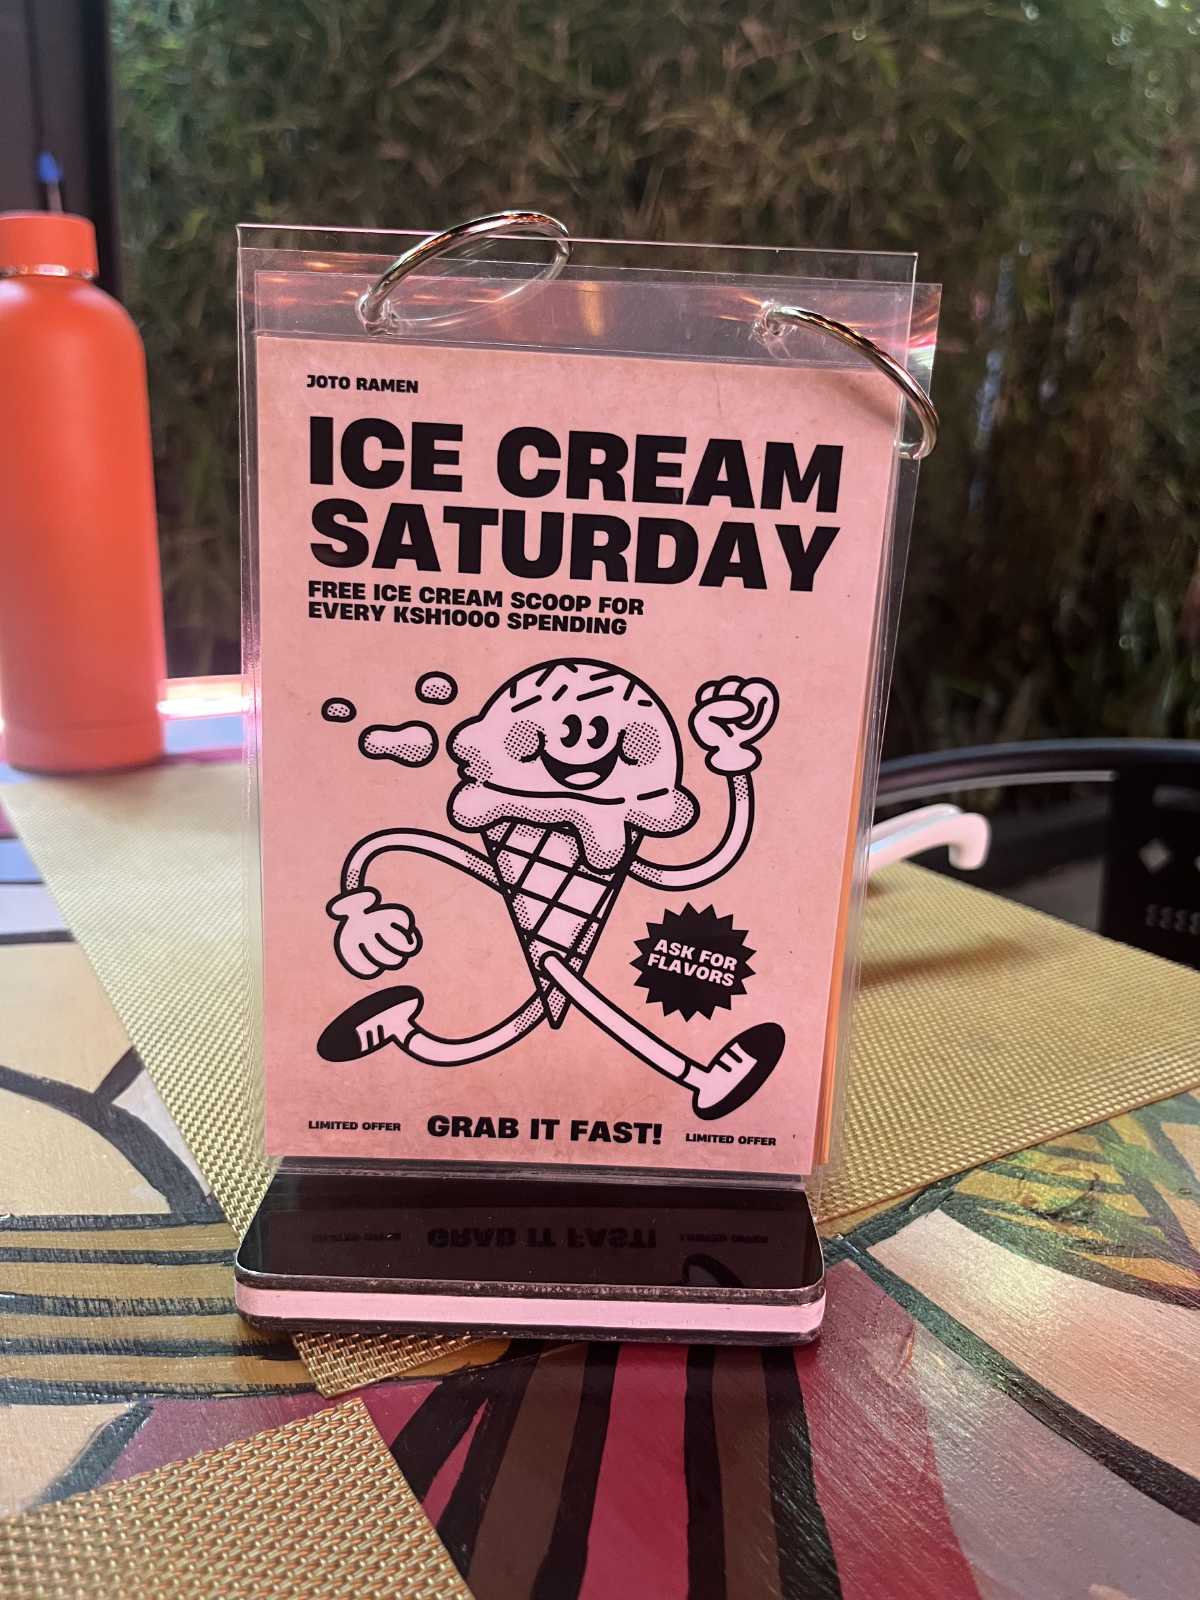 JOTO RAMEN
ICE CREAM
SATURDAY
FREE ICE CREAM SCOOP FOR
EVERY KSH1000 SPENDING
ASK FOR
FLAVORS
LIMITED OFFER
GRAB IT FAST!
LIMITED OFFER